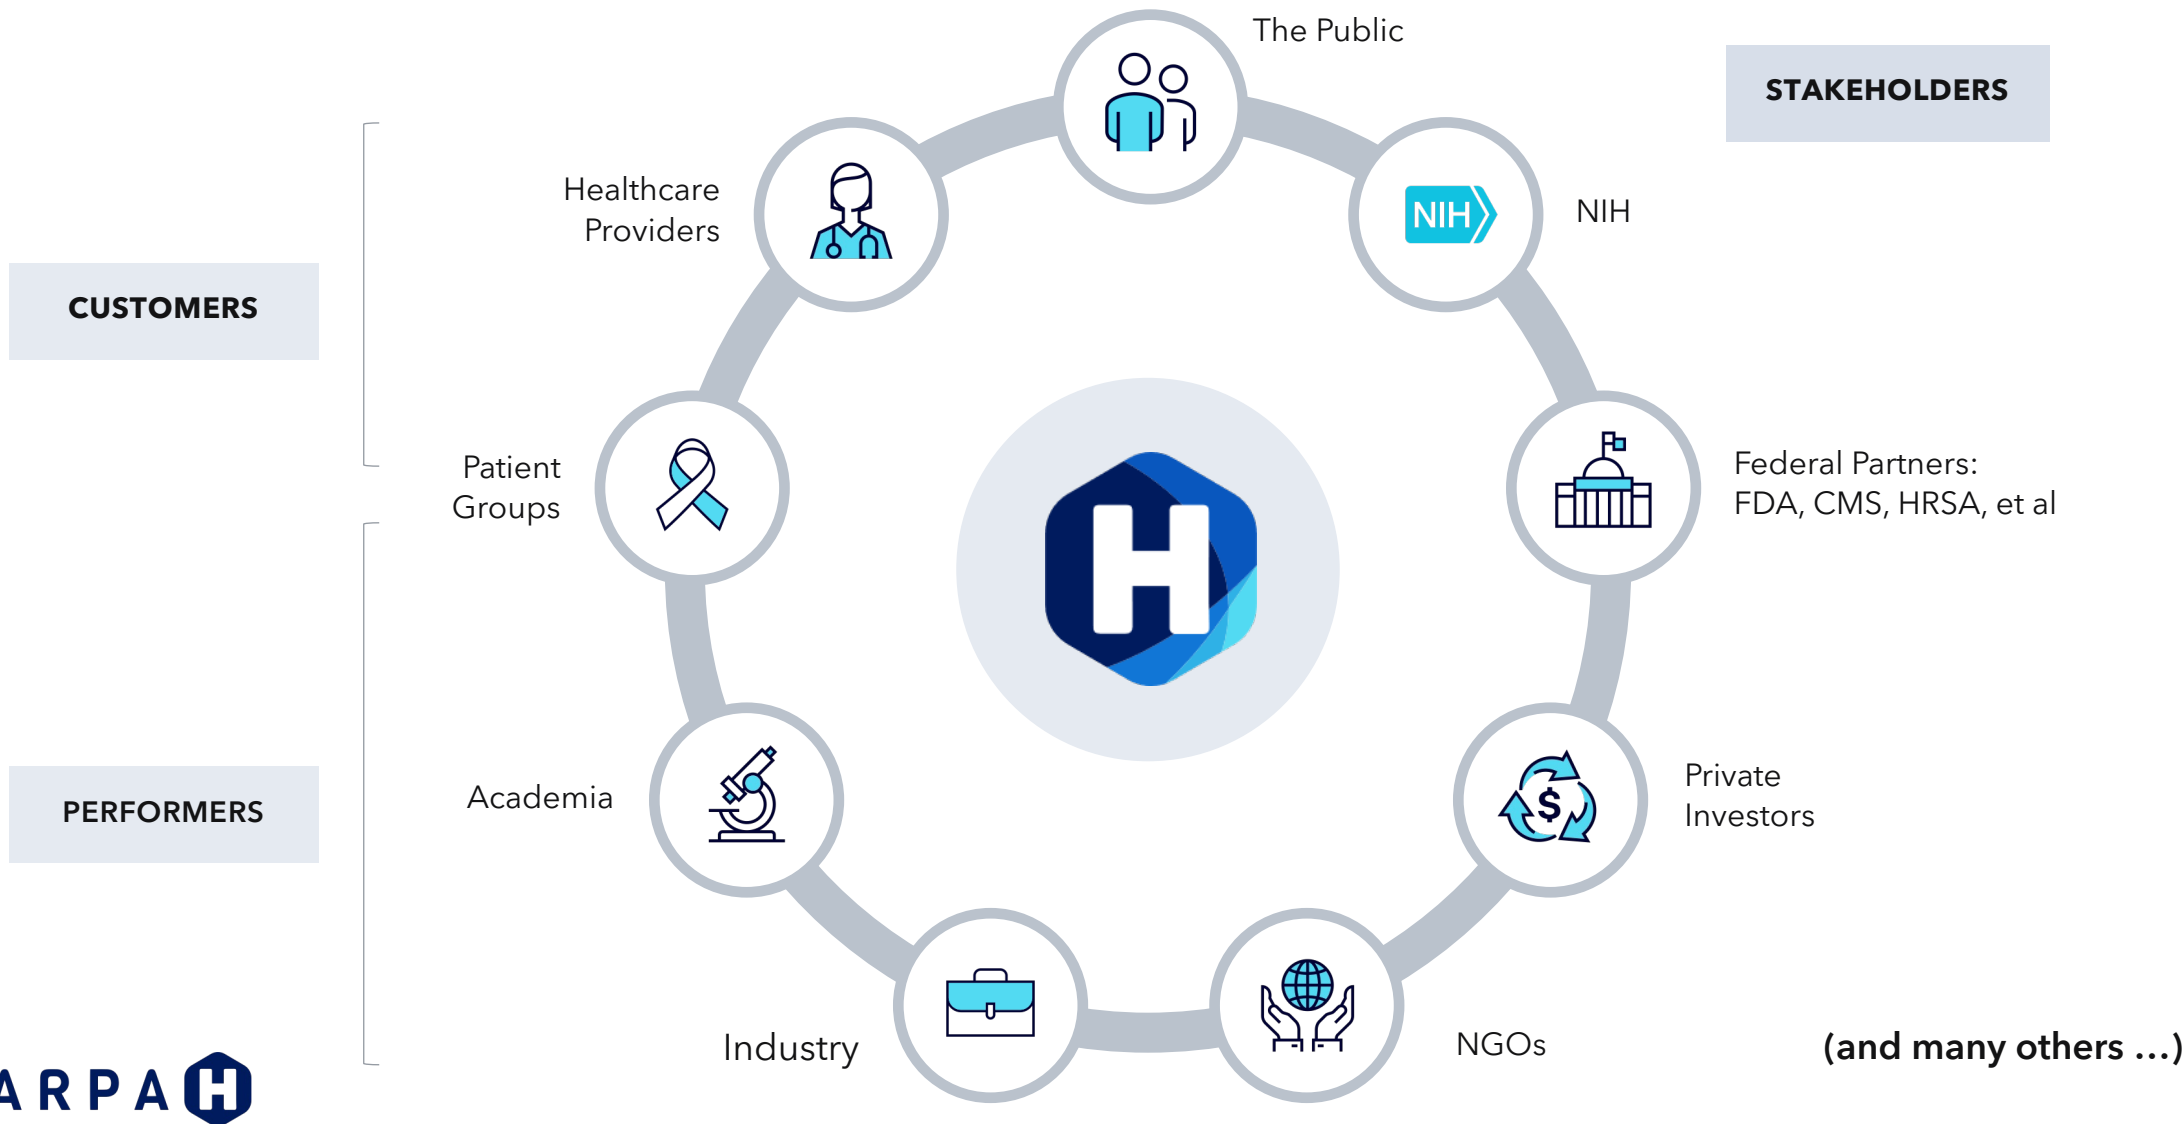 The Public
STAKEHOLDERS
Healthcare
Providers
NIH
NIH
CUSTOMERS
Patient
Groups
H
Federal Partners:
FDA, CMS, HRSA, et al
PERFORMERS
Academia
$
Private
Investors
Industry
NGOs
(and many others ...)
ARPA H